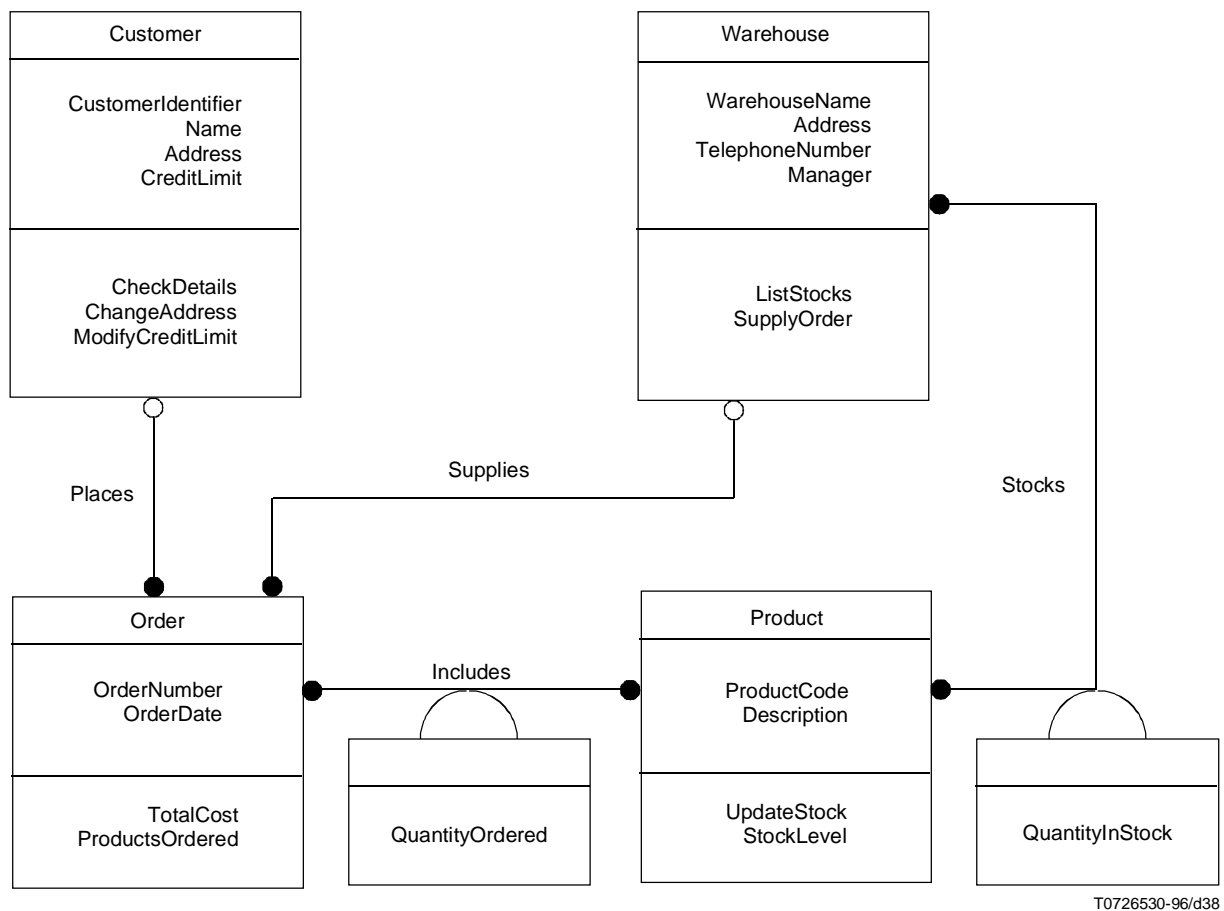 Customer
CustomerIdentifier
Name
Address
CreditLimit
CheckDetails
ChangeAddress
ModifyCreditLimit
Warehouse
WarehouseName
Address
TelephoneNumber
Manager
ListStocks
SupplyOrder
Places
Supplies
Stocks
Order
OrderNumber
OrderDate
TotalCost
ProductsOrdered
Includes
QuantityOrdered
Product
ProductCode
Description
UpdateStock
StockLevel
QuantityInStock
T0726530-96/d38